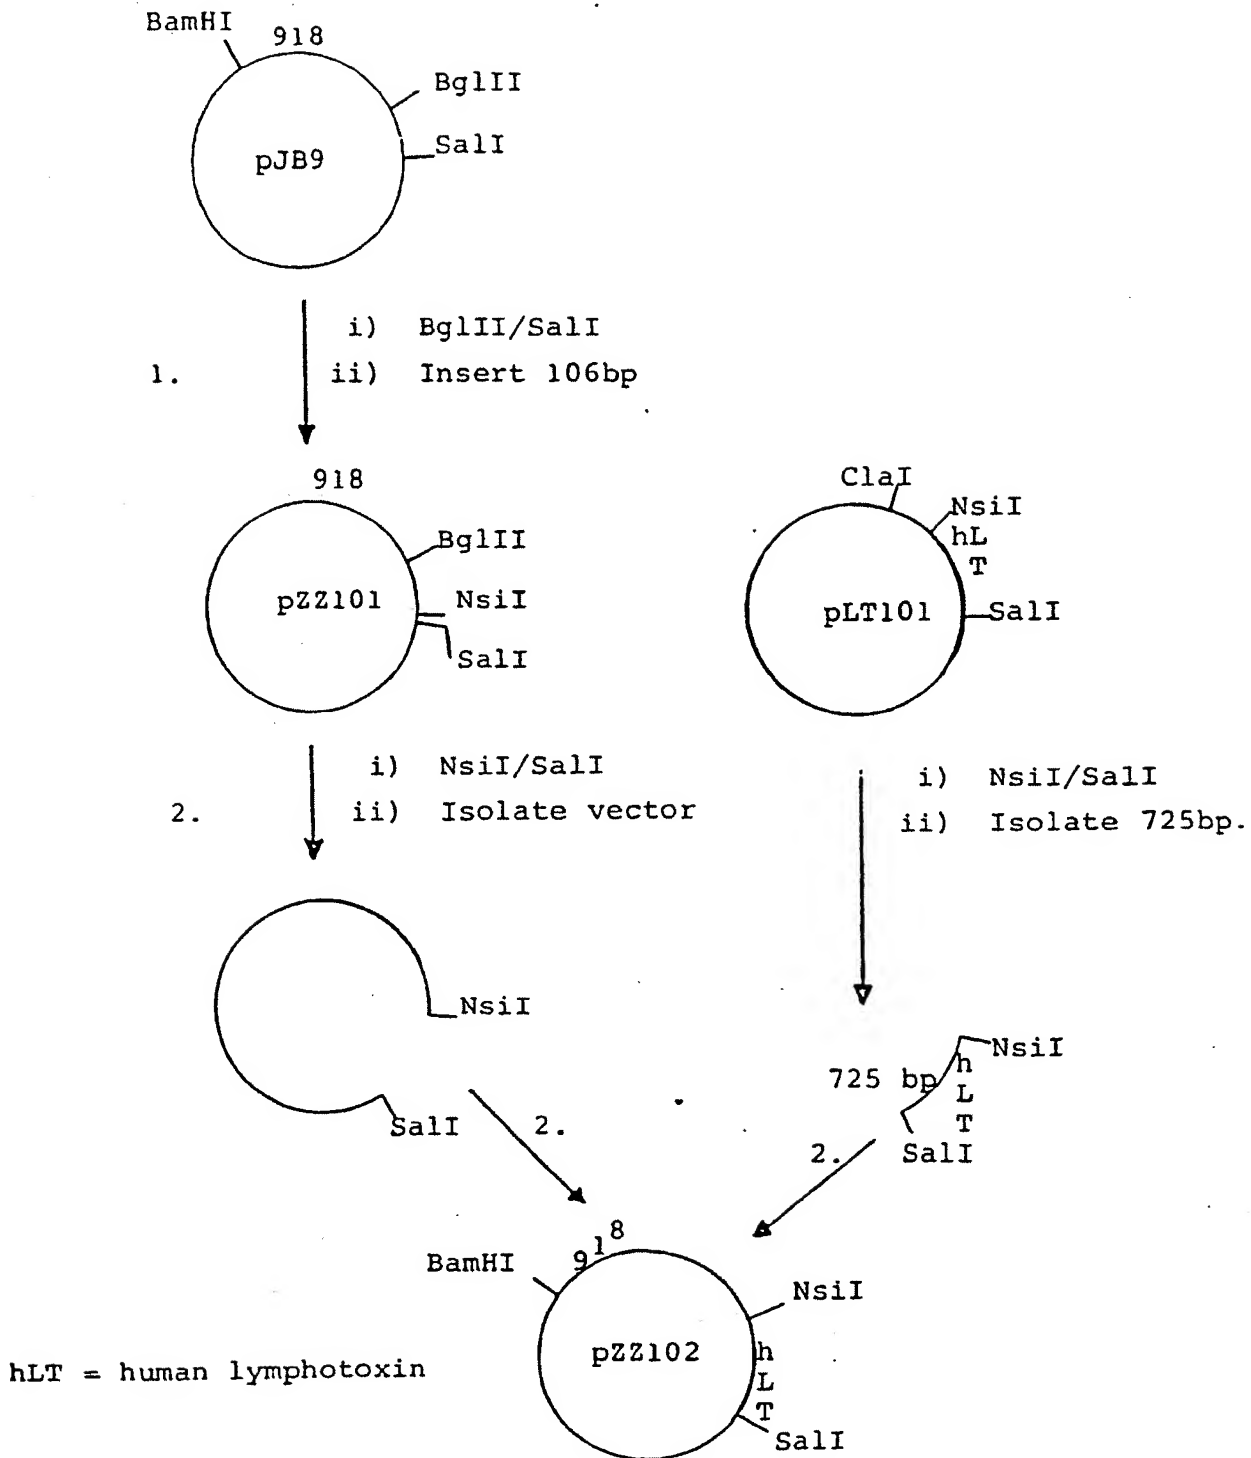 BamHI
918
BglII
SalI
pJB9
1.
i) BglII/SalI
ii) Insert 106bp
918
BglII
NsiI
SalI
pZZ101
ClaI
NsiI
hL
T
SalI
pLT101
2.
i) NsiI/SalI
ii) Isolate vector
i) NsiI/SalI
ii) Isolate 725bp.
NsiI
SalI
2.
NsiI
725 bp
h
L
T
SalI
2.
BamHI
918
NsiI
pZZ102
h
L
T
SalI
hLT = human lymphotoxin